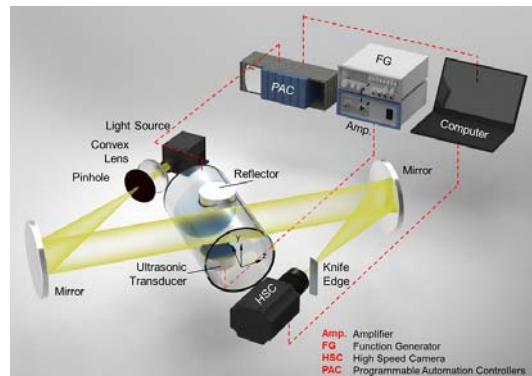 FG
PAC
Amp.
Computer
Light Source
Convex
Lens
Pinhole
Reflector
Mirror
Ultrasonic
Transducer
Y
z
Mirror
HSC
Knife
Edge
Amp. Amplifier
FG Function Generator
HSC High Speed Camera
PAC Programmable Automation Controllers